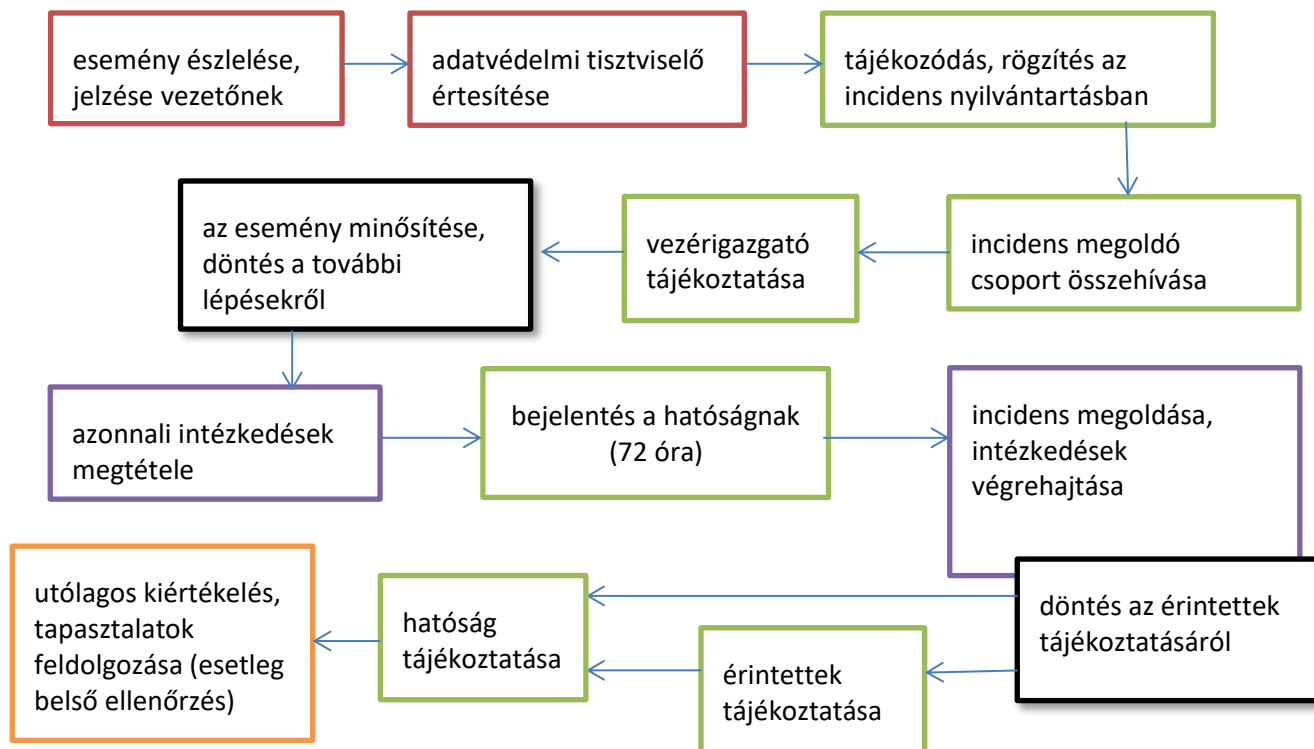 esemény észlelése,
jelzése vezetőnek
adatvédelmi tisztviselő
értesítése
tájékozódás, rögzítés az
incidens nyilvántartásban
incidens megoldó
csoport összehívása
vezérigazgató
tájékoztatása
az esemény minősítése,
döntés a további
lépésekről
azonnali intézkedések
megtétele
bejelentés a hatóságnak
(72 óra)
incidens megoldása,
intézkedések
végrehajtása
döntés az érintettek
tájékoztatásáról
érintettek
tájékoztatása
hatóság
tájékoztatása
utólagos kiértékelés,
tapasztalatok
feldolgozása (esetleg
belső ellenőrzés)